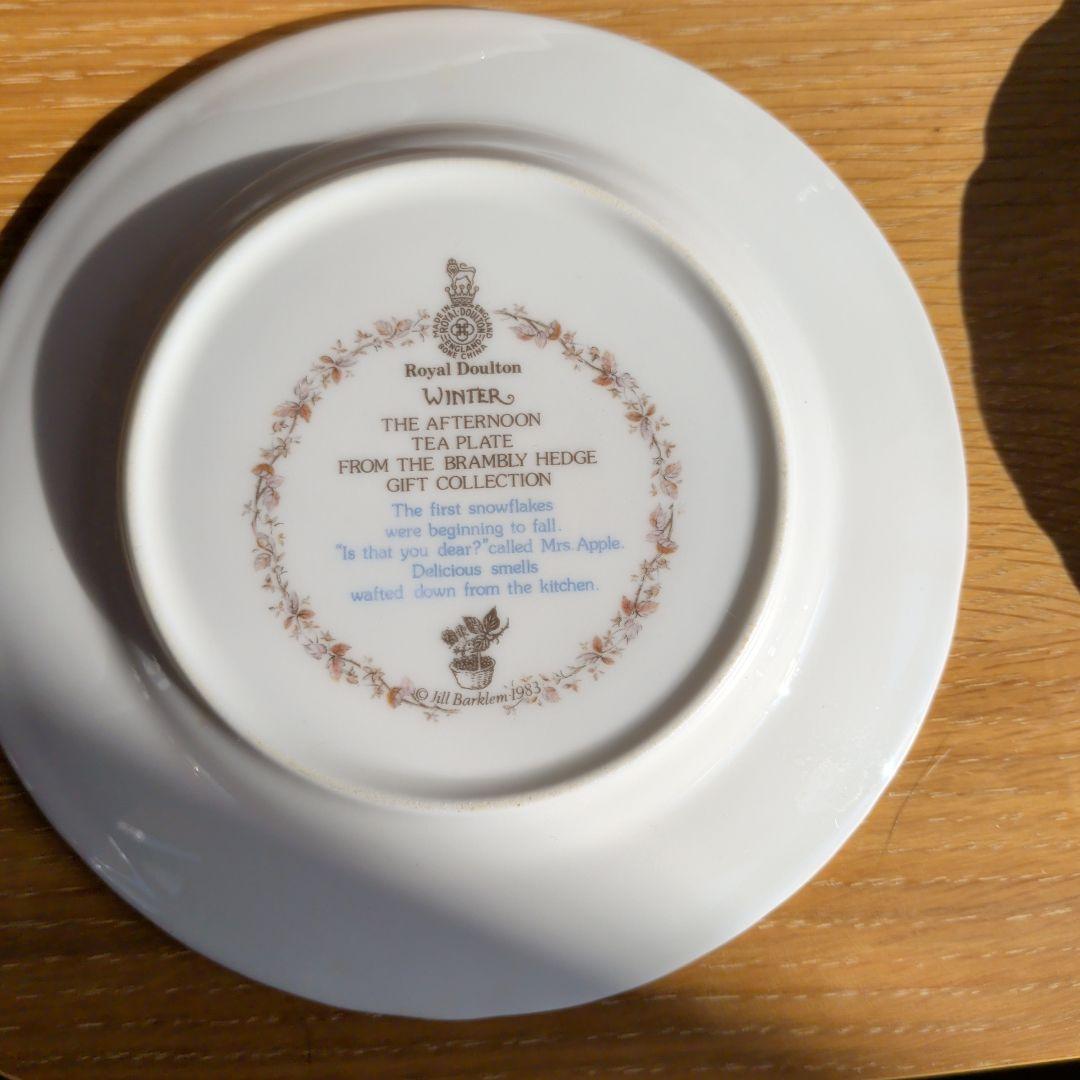 MADE IN ENGLAND
ROYAL·DOULTON
ENGLAND
BONE CHINA
Royal Doulton
WINTER
THE AFTERNOON
TEA PLATE
FROM THE BRAMBLY HEDGE
GIFT COLLECTION
The first snowflakes
were beginning to fall.
"Is that you dear?"called Mrs.Apple.
Delicious smells
wafted down from the kitchen.
© Jill Barklem 1983